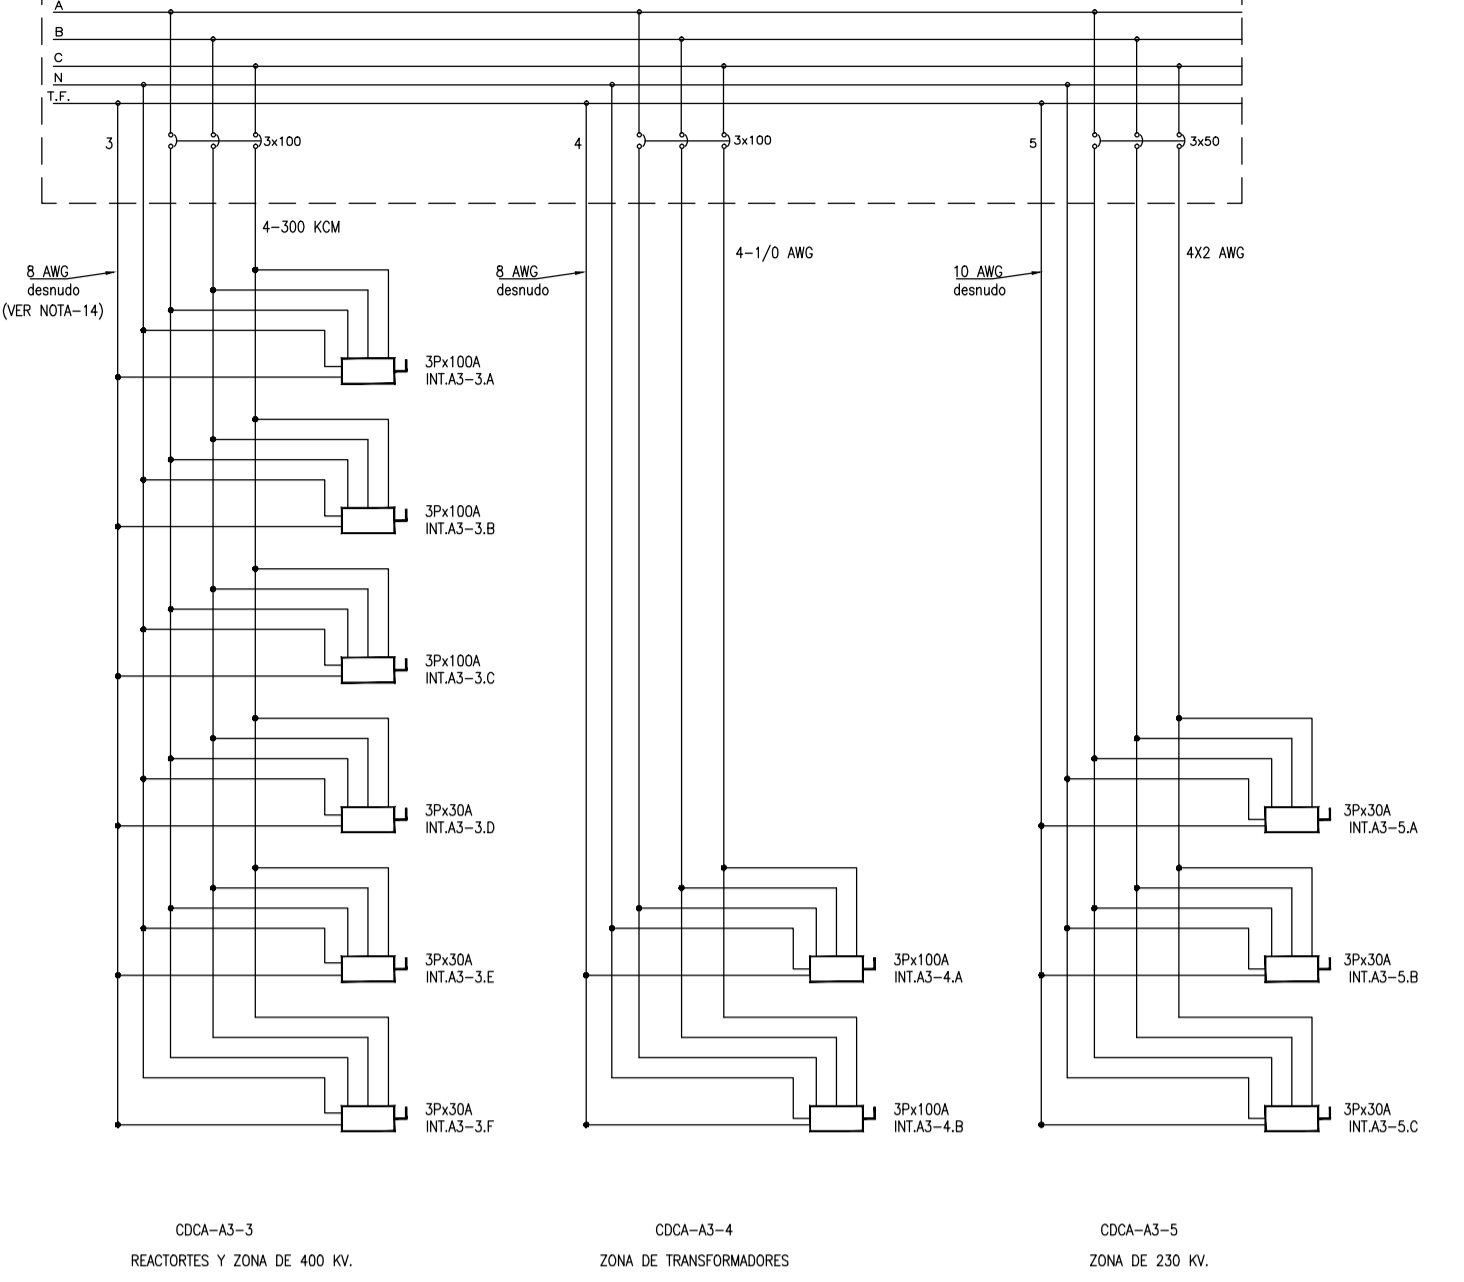 A
B
C
N
T.F.
3
3x100
4
3x100
5
3x50
4-300 KCM
4-1/0 AWG
4X2 AWG
8 AWG
desnudo
(VER NOTA-14)
8 AWG
desnudo
10 AWG
desnudo
3Px100A
INT.A3-3.A
3Px100A
INT.A3-3.B
3Px100A
INT.A3-3.C
3Px30A
INT.A3-3.D
3Px30A
INT.A3-5.A
3Px30A
INT.A3-3.E
3Px100A
INT.A3-4.A
3Px30A
INT.A3-5.B
3Px30A
INT.A3-3.F
3Px100A
INT.A3-4.B
3Px30A
INT.A3-5.C
CDCA-A3-3
REACTORTES Y ZONA DE 400 KV.
CDCA-A3-4
ZONA DE TRANSFORMADORES
CDCA-A3-5
ZONA DE 230 KV.